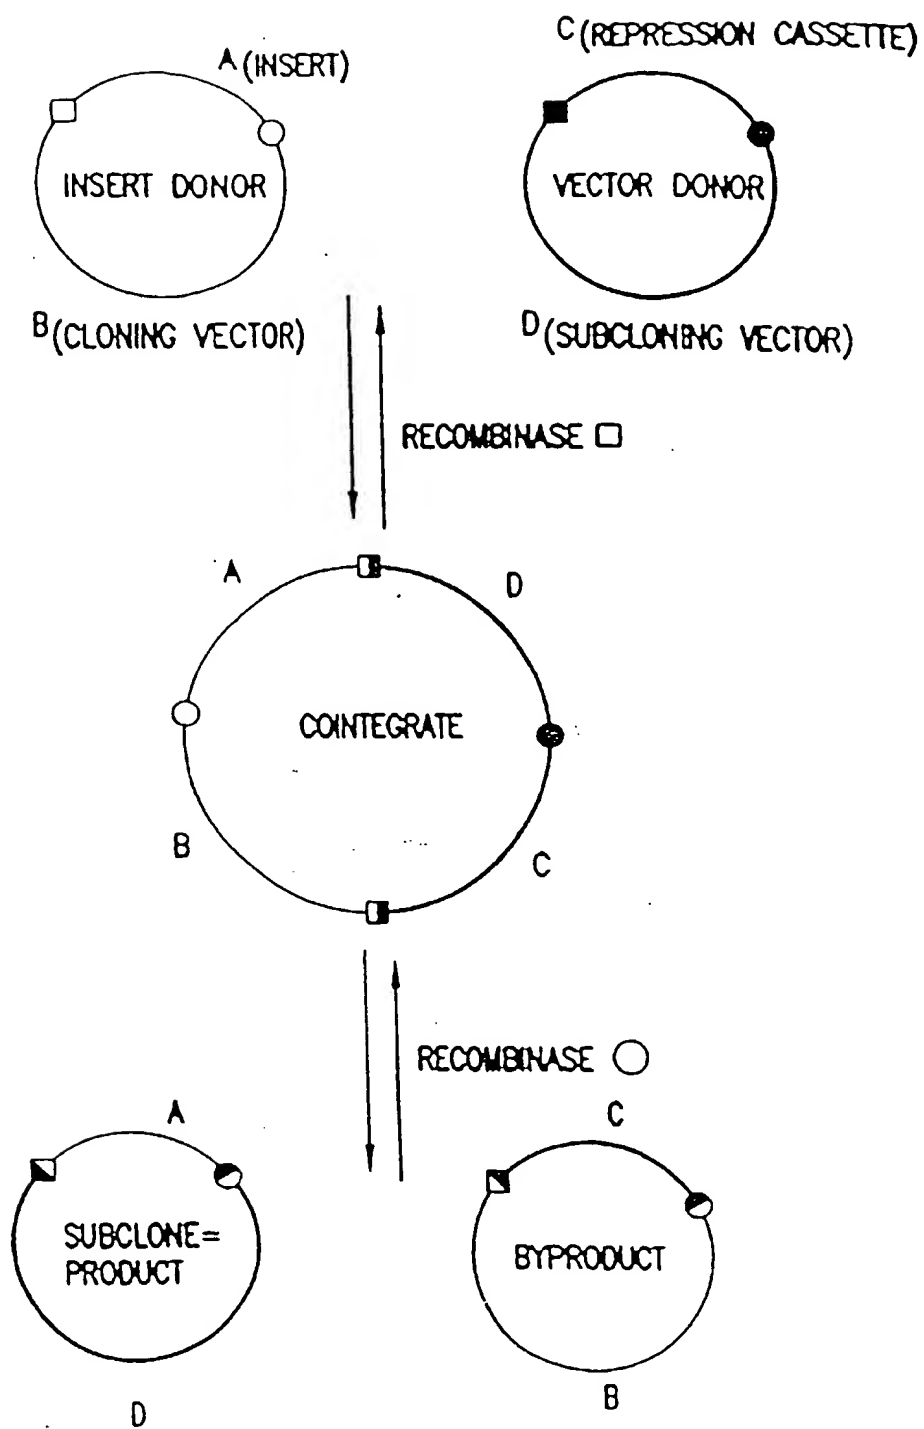 A (INSERT)
C (REPRESSION CASSETTE)
INSERT DONOR
VECTOR DONOR
B (CLONING VECTOR)
D (SUBCLONING VECTOR)
RECOMBINASE
A
D
COINTEGRATE
B
C
RECOMBINASE
A
C
SUBCLONE=
PRODUCT
BYPRODUCT
D
B